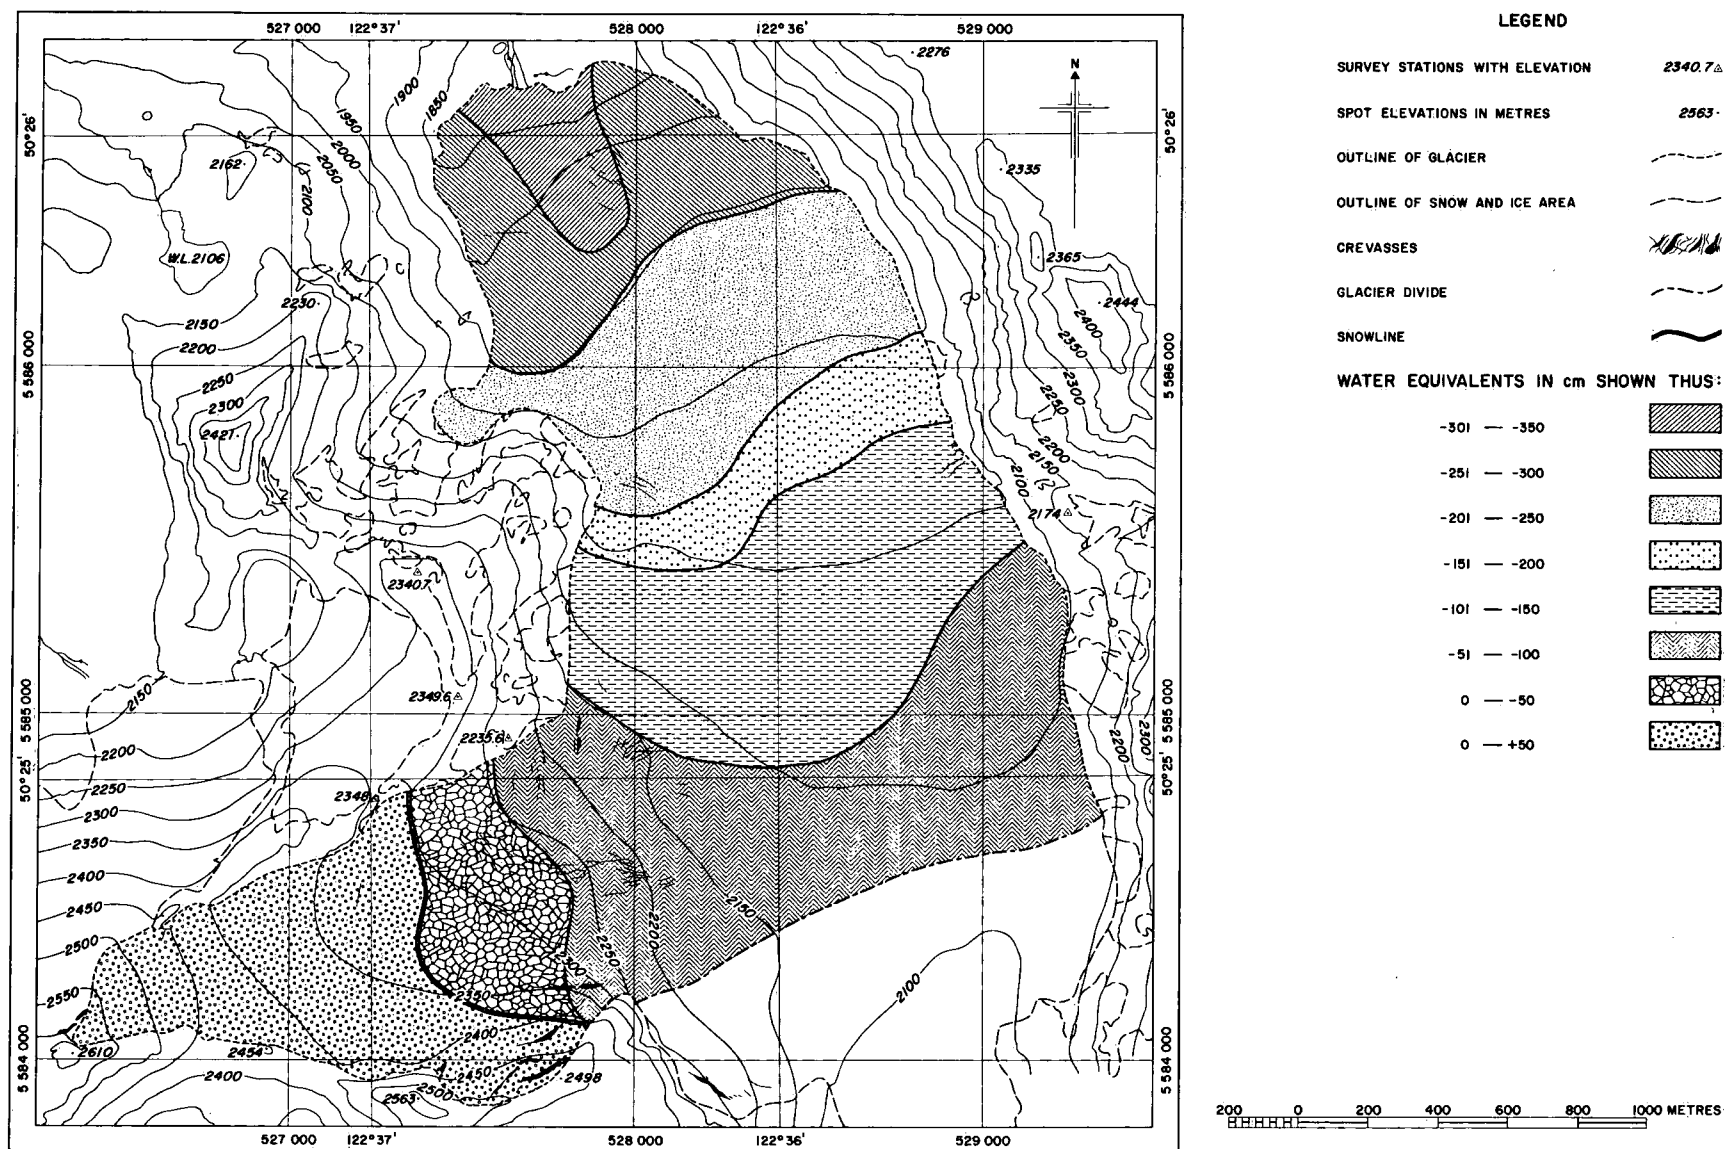 527 000 122° 37' 528 000 122° 36' 529 000
LEGEND
SURVEY STATIONS WITH ELEVATION 2340.7
SPOT ELEVATIONS IN METRES 2563
OUTLINE OF GLACIER
OUTLINE OF SNOW AND ICE AREA
CREVASSES
GLACIER DIVIDE
SNOWLINE
WATER EQUIVALENTS IN cm SHOWN THUS:
-301 — -350
-251 — -300
-201 — -250
-151 — -200
-101 — -150
-51 — -100
0 — -50
0 — +50
200 0 200 400 600 800 1000 METRES
N
50° 26'
50° 26'
5 586 000
5 586 000
5 585 000
5 585 000
50° 25'
50° 25'
5 584 000
5 584 000
2276
1900
1850
1950
2000
2050
2100
2162
2335
W.L.2106
2365
2230
2444
2400
2350
2300
2250
2200
2150
2100
2150
2200
2250
2300
2421
2174
2340.7
2349.6
2235.6
2348
2150
2200
2250
2300
2350
2400
2450
2500
2550
2610
2454
2400
2563
2500
2450
2400
2350
2300
2250
2200
2150
2100
2498
2200
2300
527 000 122° 37' 528 000 122° 36' 529 000